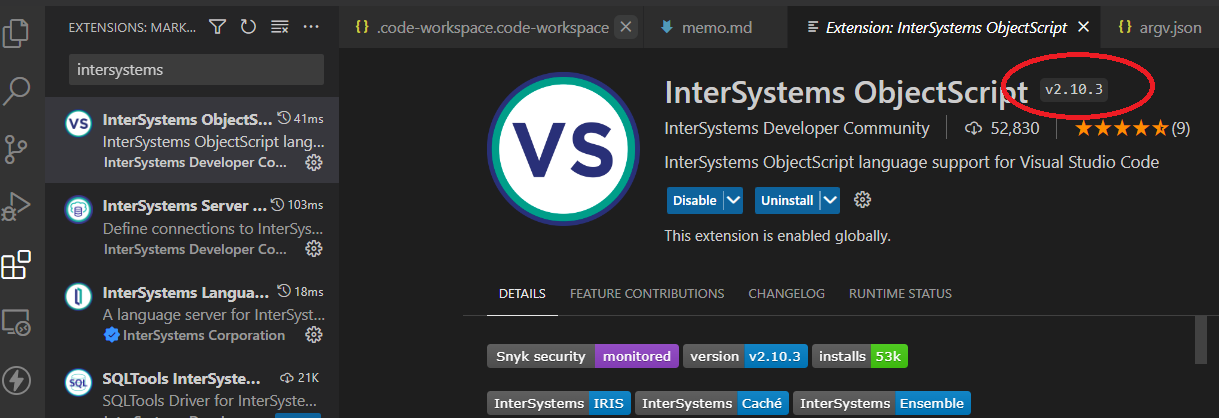 EXTENSIONS: MARK...
intersystems
InterSystems ObjectS... 41ms
InterSystems ObjectScript lang...
InterSystems Developer Co...
InterSystems Server ... 103ms
Define connections to InterSys...
InterSystems Developer Co...
InterSystems Langua... 18ms
A language server for InterSyst...
InterSystems Corporation
SQLTools InterSyste... 21K
SQLTools Driver for InterSyste...
.code-workspace.code-workspace
memo.md
Extension: InterSystems ObjectScript
argv.json
VS
InterSystems ObjectScript v2.10.3
InterSystems Developer Community 52,830 (9)
InterSystems ObjectScript language support for Visual Studio Code
Disable Uninstall
This extension is enabled globally.
DETAILS FEATURE CONTRIBUTIONS CHANGELOG RUNTIME STATUS
Snyk security monitored version v2.10.3 installs 53k
InterSystems IRIS InterSystems Caché InterSystems Ensemble